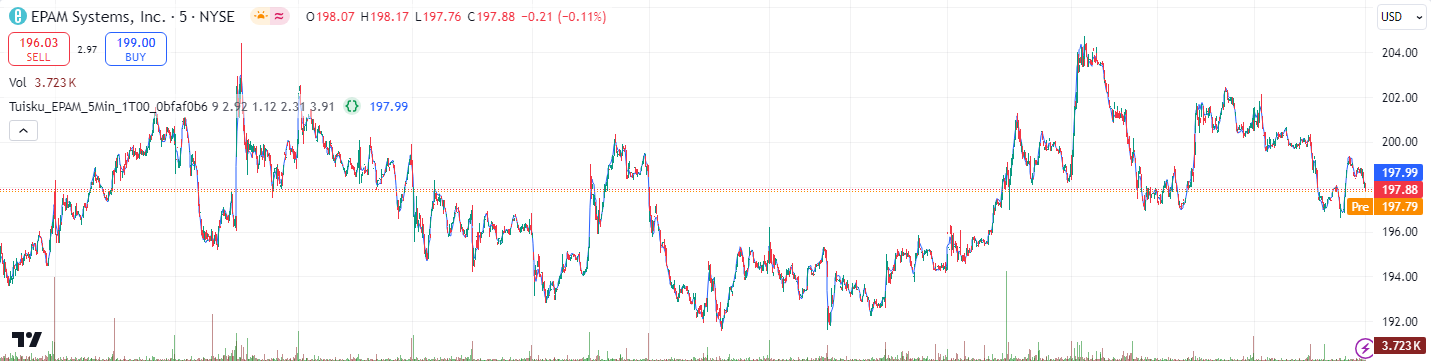 EPAM Systems, Inc. · 5 · NYSE O198.07 H198.17 L197.76 C197.88 −0.21 (−0.11%)
USD
196.03 SELL 2.97 199.00 BUY
Vol 3.723 K
Tuisku_EPAM_5Min_1T00_0bfaf0b6 9 2.92 1.12 2.31 3.91 {} 197.99
204.00
202.00
200.00
197.99
197.88
Pre 197.79
196.00
194.00
192.00
3.723 K